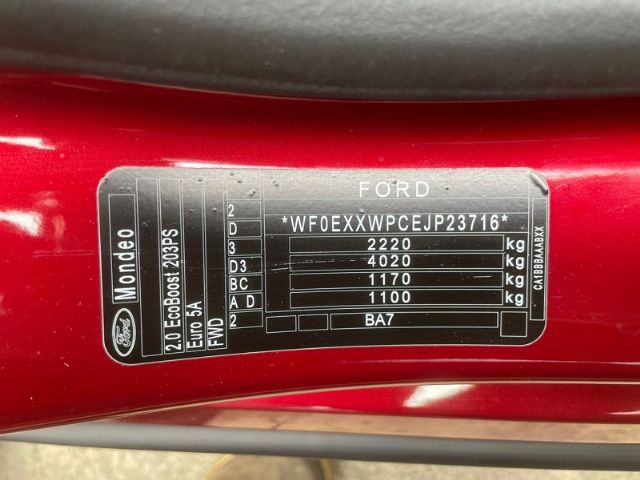 FORD
*WF0EXXWPCEJP23716*
2220 kg
4020 kg
1170 kg
1100 kg
BA7
2
D
3
D3
BC
A D
2
Ford
Mondeo
2.0 EcoBoost 203PS
Euro 5A
FWD
CA1BBBAAABXX